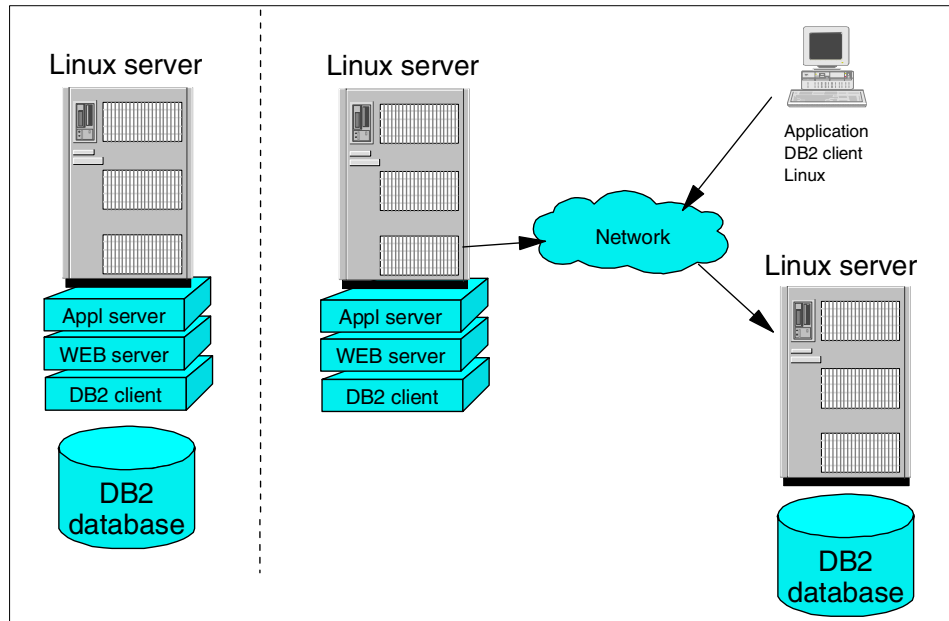 Linux server
Appl server
WEB server
DB2 client
DB2
database
Linux server
Appl server
WEB server
DB2 client
Network
Application
DB2 client
Linux
Linux server
DB2
database